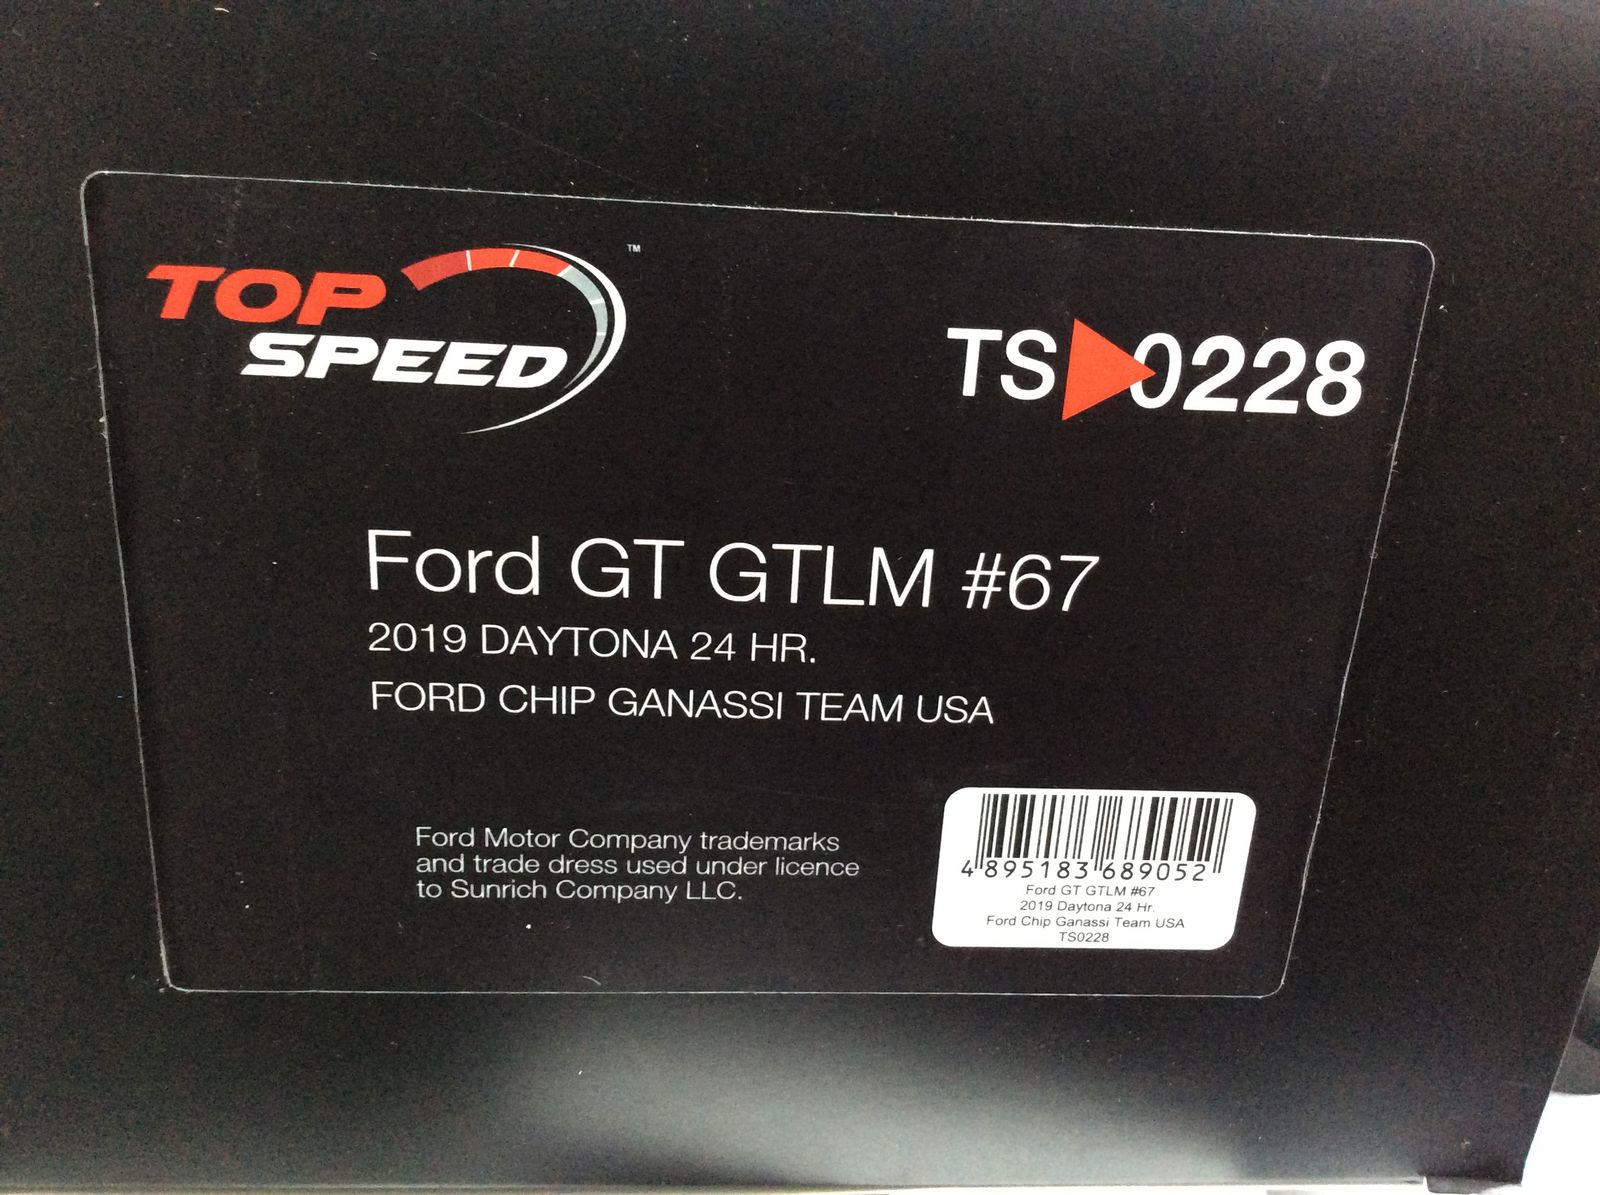 TOP
SPEED
™
TS 0228
Ford GT GTLM #67
2019 DAYTONA 24 HR.
FORD CHIP GANASSI TEAM USA
Ford Motor Company trademarks
and trade dress used under licence
to Sunrich Company LLC.
4 895183 689052
Ford GT GTLM #67
2019 Daytona 24 Hr.
Ford Chip Ganassi Team USA
TS0228